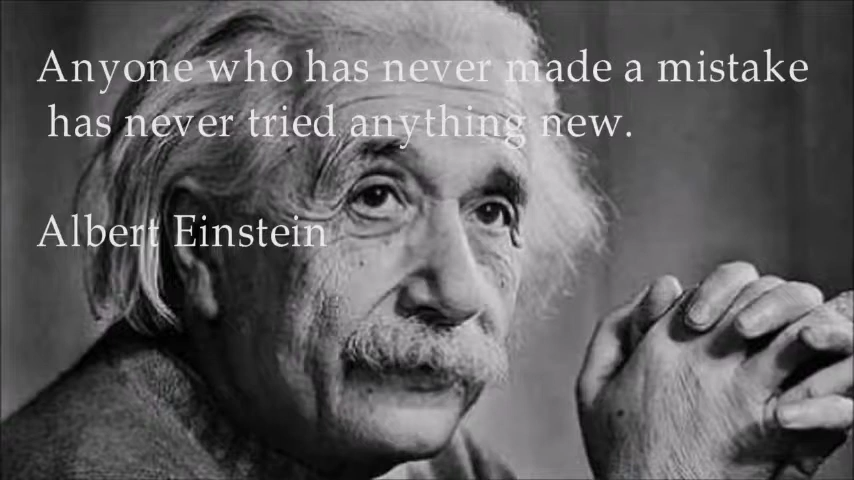 Anyone who has never made a mistake
has never tried anything new.
Albert Einstein